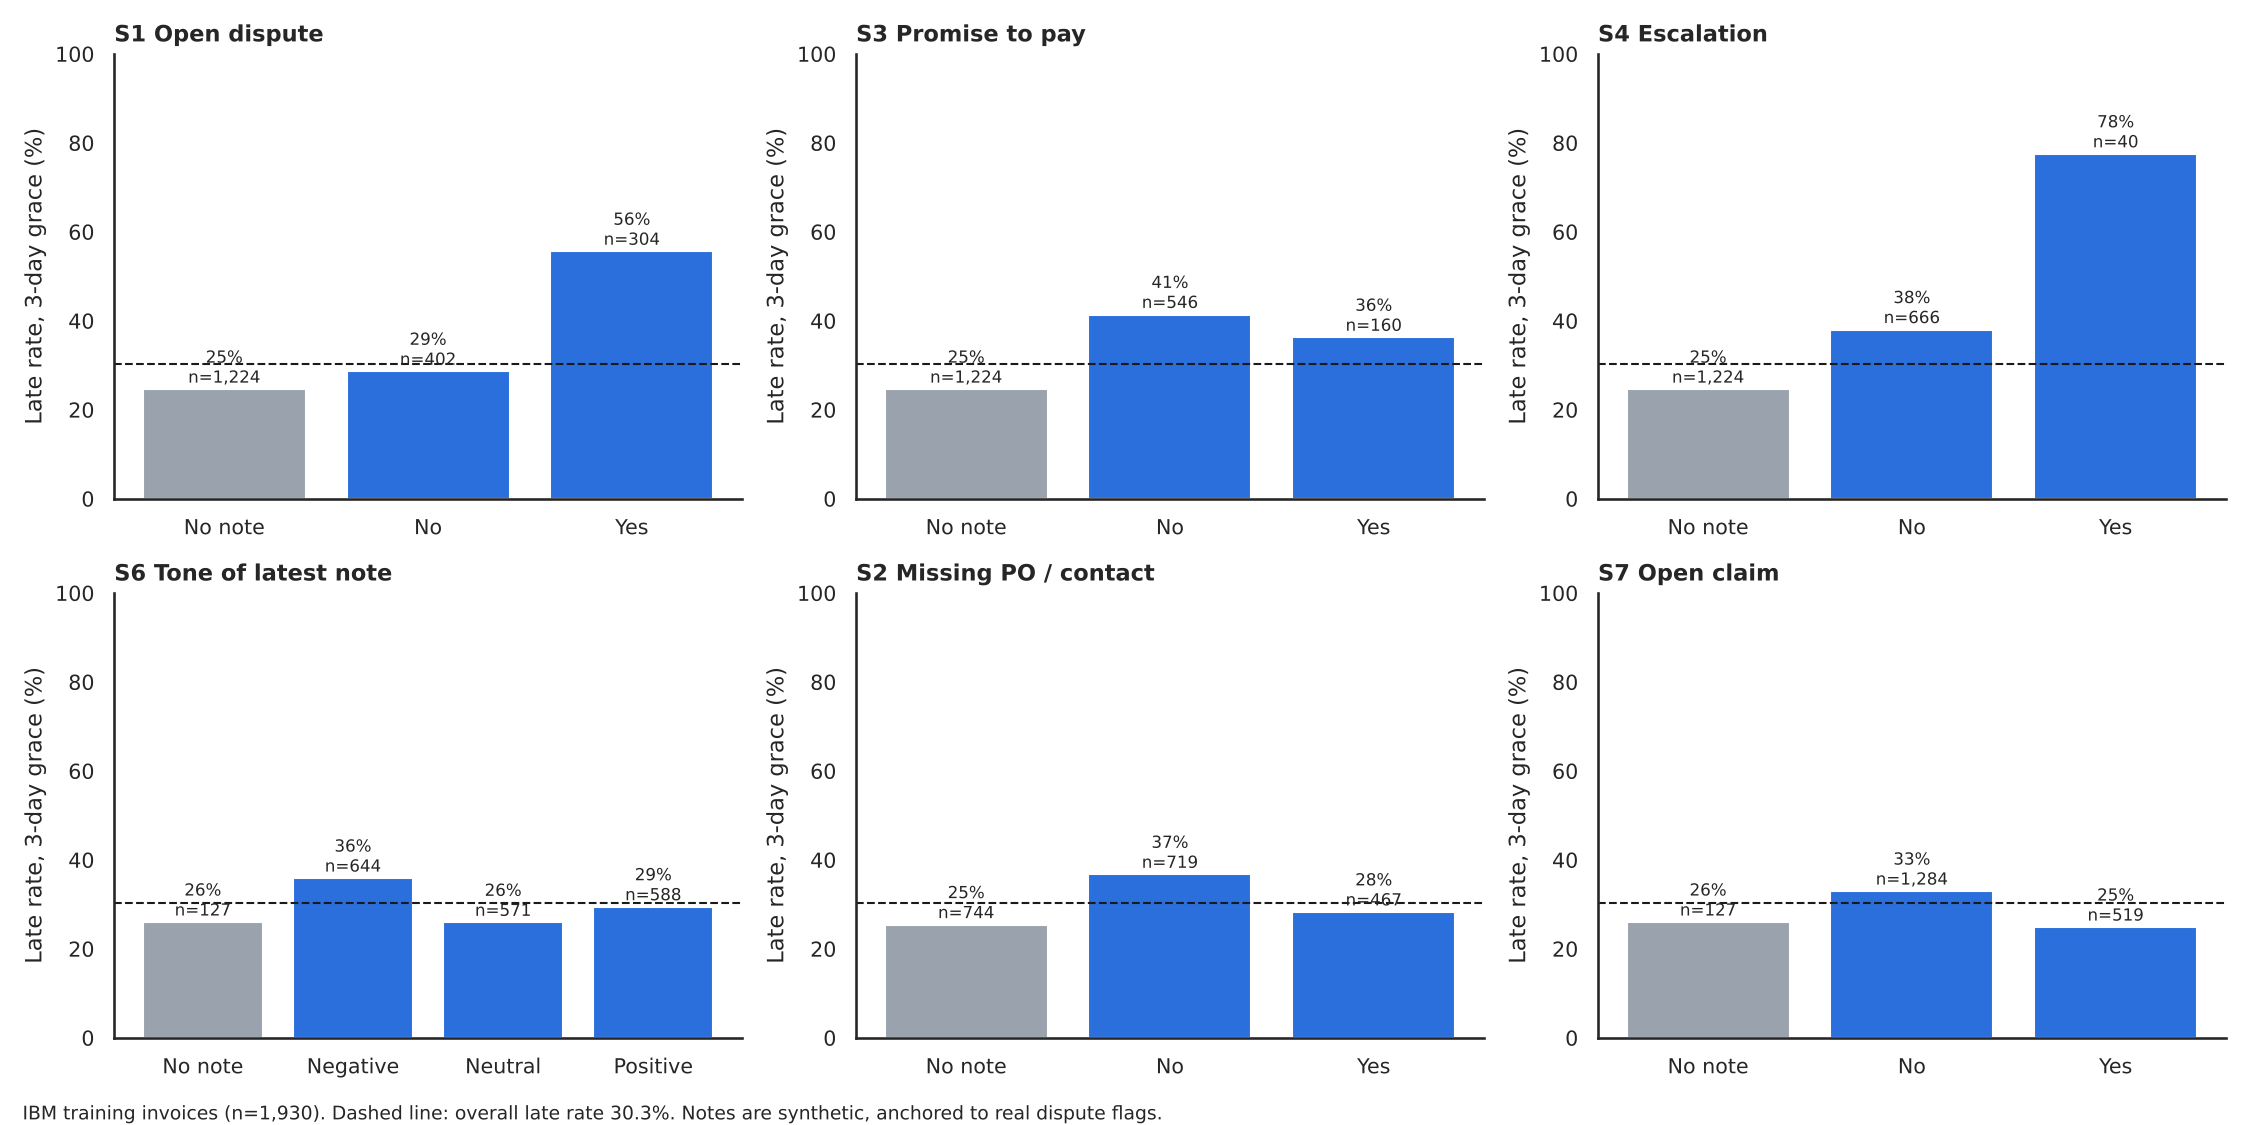 S1 Open dispute
Late rate, 3-day grace (%)
100
80
60
40
20
0
25%
n=1,224
29%
n=402
56%
n=304
No note
No
Yes
S3 Promise to pay
Late rate, 3-day grace (%)
100
80
60
40
20
0
25%
n=1,224
41%
n=546
36%
n=160
No note
No
Yes
S4 Escalation
Late rate, 3-day grace (%)
100
80
60
40
20
0
25%
n=1,224
38%
n=666
78%
n=40
No note
No
Yes
S6 Tone of latest note
Late rate, 3-day grace (%)
100
80
60
40
20
0
26%
n=127
36%
n=644
26%
n=571
29%
n=588
No note
Negative
Neutral
Positive
S2 Missing PO / contact
Late rate, 3-day grace (%)
100
80
60
40
20
0
25%
n=744
37%
n=719
28%
n=467
No note
No
Yes
S7 Open claim
Late rate, 3-day grace (%)
100
80
60
40
20
0
26%
n=127
33%
n=1,284
25%
n=519
No note
No
Yes
IBM training invoices (n=1,930). Dashed line: overall late rate 30.3%. Notes are synthetic, anchored to real dispute flags.